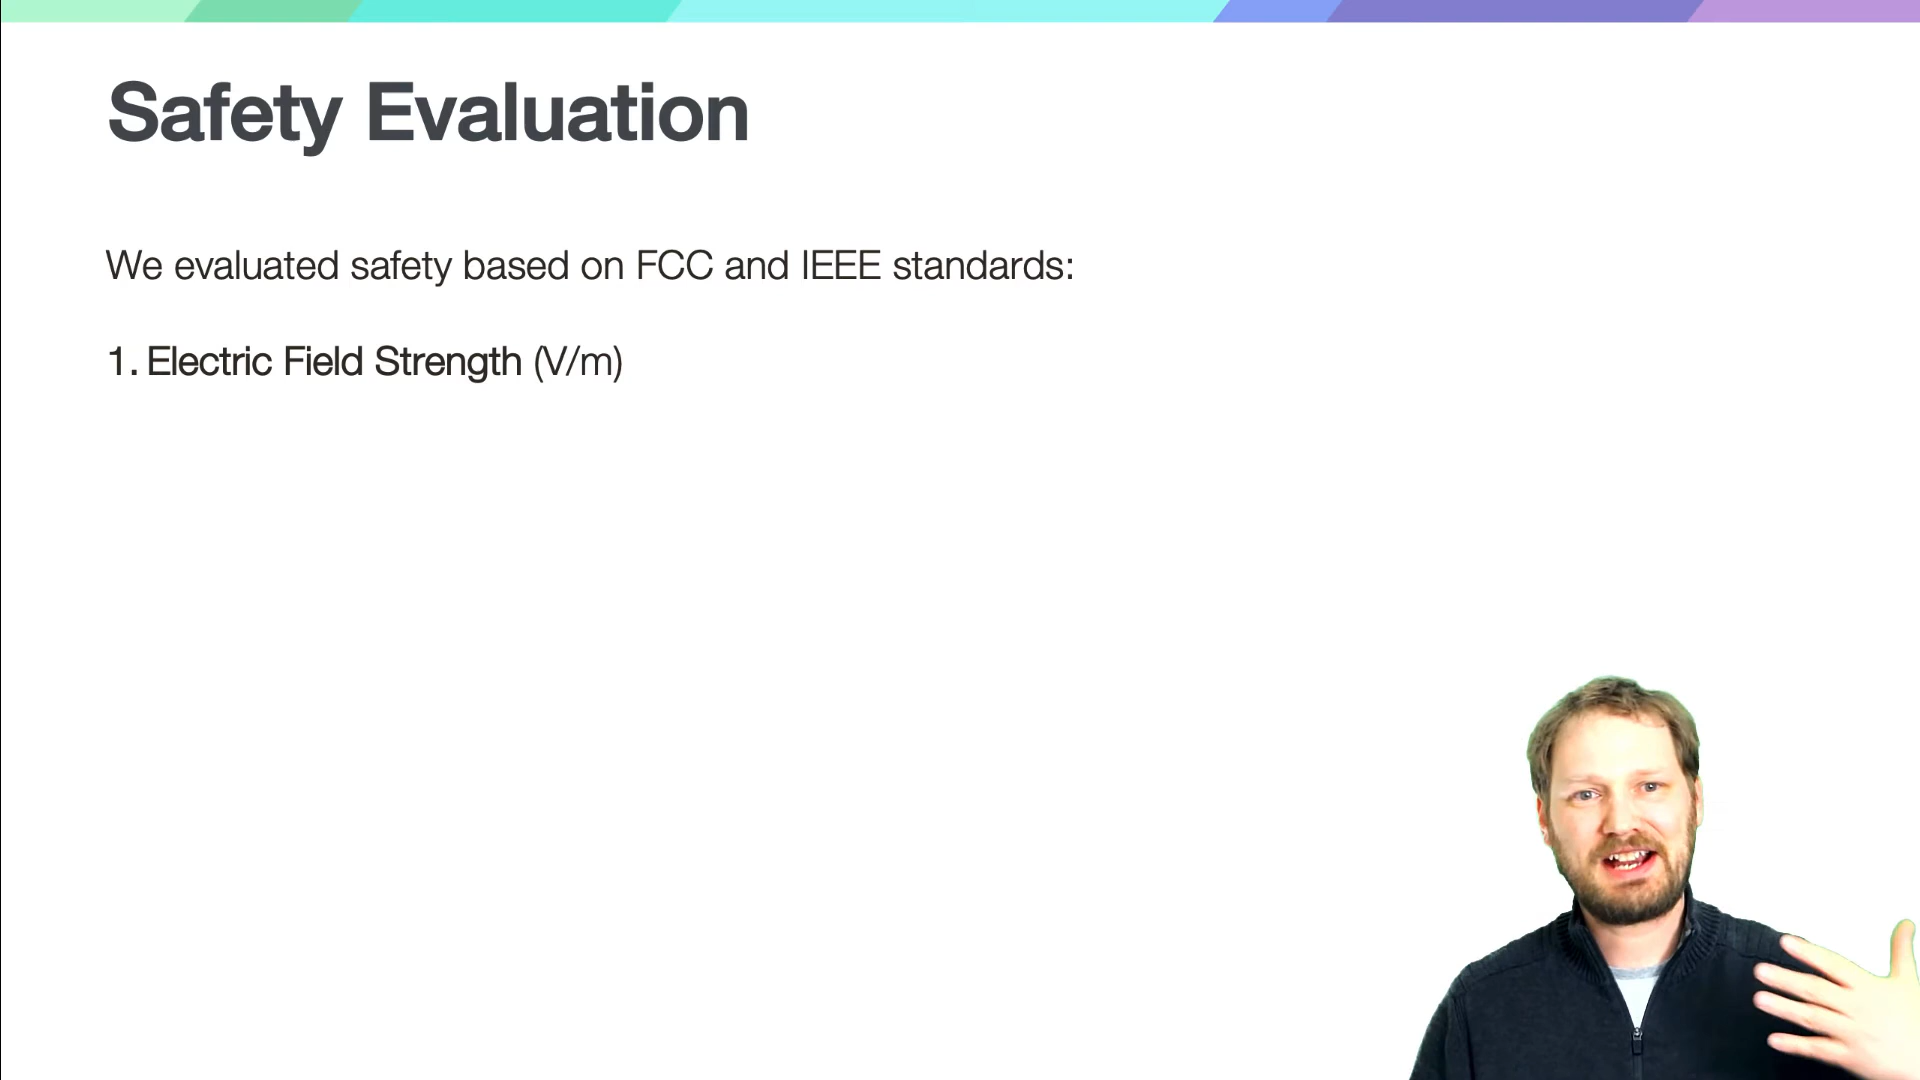 Safety Evaluation
We evaluated safety based on FCC and IEEE standards:
1. Electric Field Strength (V/m)